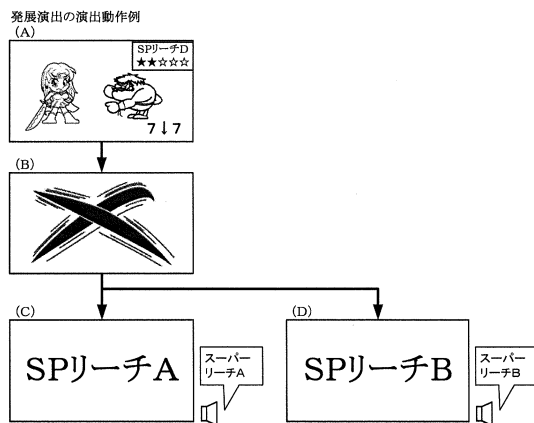 発展演出の演出動作例
(A)
SPリーチD
★★☆☆☆
7↓7
(B)
(C)
SPリーチA
スーパー
リーチA
(D)
SPリーチB
スーパー
リーチB